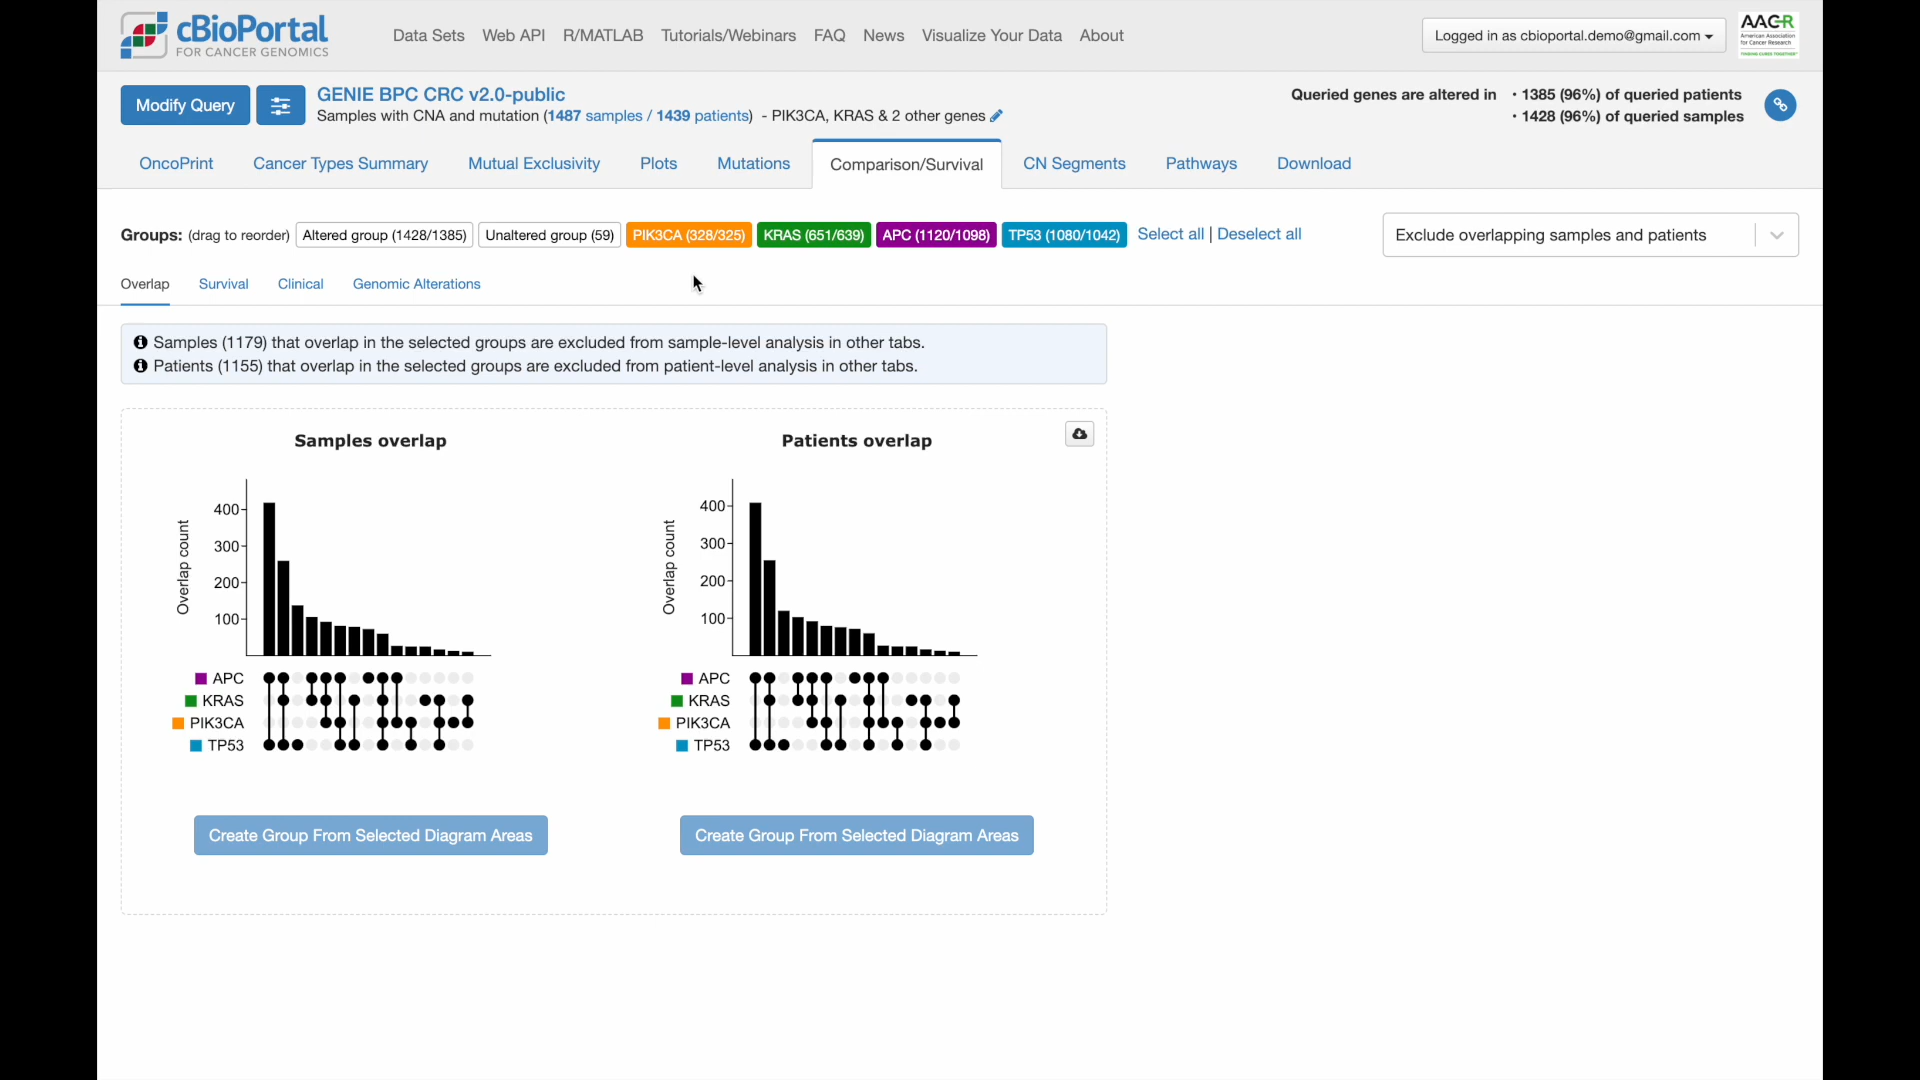 cBioPortal
FOR CANCER GENOMICS
Data Sets Web API R/MATLAB Tutorials/Webinars FAQ News Visualize Your Data About
Logged in as cbioportal.demo@gmail.com
AACR
American Association
for Cancer Research
Modify Query
GENIE BPC CRC v2.0-public
Samples with CNA and mutation (1487 samples / 1439 patients) - PIK3CA, KRAS & 2 other genes
Queried genes are altered in
• 1385 (96%) of queried patients
• 1428 (96%) of queried samples
OncoPrint Cancer Types Summary Mutual Exclusivity Plots Mutations Comparison/Survival CN Segments Pathways Download
Groups: (drag to reorder) Altered group (1428/1385) Unaltered group (59) PIK3CA (328/325) KRAS (651/639) APC (1120/1098) TP53 (1080/1042) Select all | Deselect all
Exclude overlapping samples and patients
Overlap Survival Clinical Genomic Alterations
Samples (1179) that overlap in the selected groups are excluded from sample-level analysis in other tabs.
Patients (1155) that overlap in the selected groups are excluded from patient-level analysis in other tabs.
Samples overlap
Overlap count
400
300
200
100
APC
KRAS
PIK3CA
TP53
Create Group From Selected Diagram Areas
Patients overlap
Overlap count
400
300
200
100
APC
KRAS
PIK3CA
TP53
Create Group From Selected Diagram Areas